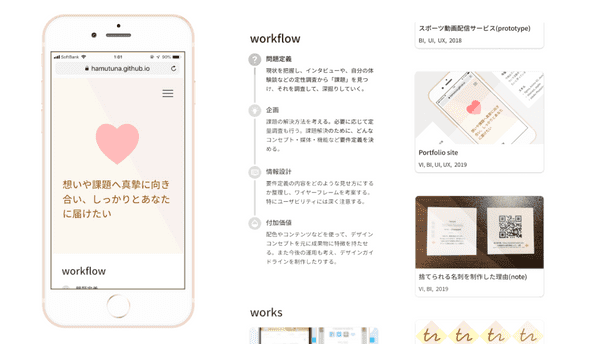 SoftBank
1:01
90%
hamutuna.github.io
想いや課題へ真摯に向き
合い、しっかりとあなた
に届けたい
workflow
workflow
問題定義
現状を把握し、インタビューや、自分の体
験談などの定性調査から「課題」を見つ
け、それを調査して、深掘りしていく。
企画
課題の解決方法を考える。必要に応じて定
量調査も行う。課題解決のために、どんな
コンセプト・媒体・機能など要件定義を決
める。
情報設計
要件定義の内容をどのような見せ方にする
か整理し、ワイヤーフレームを考案する。
特にユーザビリティには深く注意する。
付加価値
配色やコンテンツなどを使って、デザイン
コンセプトを元に成果物に特徴を持たせ
る。また今後の運用も考え、デザインガイ
ドラインを制作したりする。
works
スポーツ動画配信サービス(prototype)
BI, UI, UX, 2018
Portfolio site
VI, BI, UI, UX, 2019
捨てられる名刺を制作した理由(note)
VI, BI, 2019